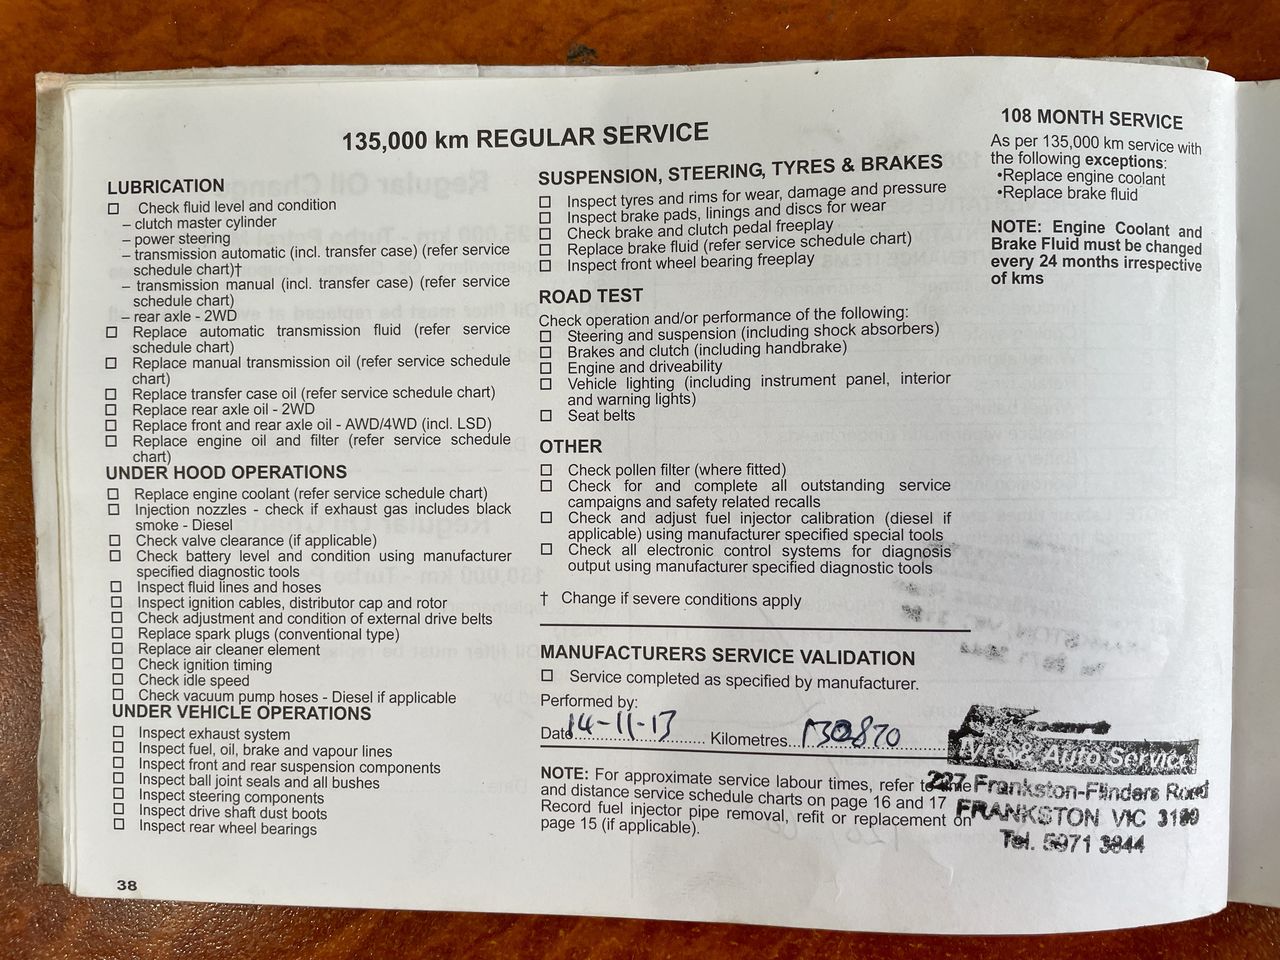 135,000 km REGULAR SERVICE
LUBRICATION
☐ Check fluid level and condition
– clutch master cylinder
– power steering
– transmission automatic (incl. transfer case) (refer service
schedule chart)†
– transmission manual (incl. transfer case) (refer service
schedule chart)
– rear axle - 2WD
☐ Replace automatic transmission fluid (refer service
schedule chart)
☐ Replace manual transmission oil (refer service schedule
chart)
☐ Replace transfer case oil (refer service schedule chart)
☐ Replace rear axle oil - 2WD
☐ Replace front and rear axle oil - AWD/4WD (incl. LSD)
☐ Replace engine oil and filter (refer service schedule
chart)
UNDER HOOD OPERATIONS
☐ Replace engine coolant (refer service schedule chart)
☐ Injection nozzles - check if exhaust gas includes black
smoke - Diesel
☐ Check valve clearance (if applicable)
☐ Check battery level and condition using manufacturer
specified diagnostic tools
☐ Inspect fluid lines and hoses
☐ Inspect ignition cables, distributor cap and rotor
☐ Check adjustment and condition of external drive belts
☐ Replace spark plugs (conventional type)
☐ Replace air cleaner element
☐ Check ignition timing
☐ Check idle speed
☐ Check vacuum pump hoses - Diesel if applicable
UNDER VEHICLE OPERATIONS
☐ Inspect exhaust system
☐ Inspect fuel, oil, brake and vapour lines
☐ Inspect front and rear suspension components
☐ Inspect ball joint seals and all bushes
☐ Inspect steering components
☐ Inspect drive shaft dust boots
☐ Inspect rear wheel bearings
38
SUSPENSION, STEERING, TYRES & BRAKES
☐ Inspect tyres and rims for wear, damage and pressure
☐ Inspect brake pads, linings and discs for wear
☐ Check brake and clutch pedal freeplay
☐ Replace brake fluid (refer service schedule chart)
☐ Inspect front wheel bearing freeplay
ROAD TEST
Check operation and/or performance of the following:
☐ Steering and suspension (including shock absorbers)
☐ Brakes and clutch (including handbrake)
☐ Engine and driveability
☐ Vehicle lighting (including instrument panel, interior
and warning lights)
☐ Seat belts
OTHER
☐ Check pollen filter (where fitted)
☐ Check for and complete all outstanding service
campaigns and safety related recalls
☐ Check and adjust fuel injector calibration (diesel if
applicable) using manufacturer specified special tools
☐ Check all electronic control systems for diagnosis
output using manufacturer specified diagnostic tools
† Change if severe conditions apply
MANUFACTURERS SERVICE VALIDATION
☐ Service completed as specified by manufacturer.
Performed by:
Date 14-11-13 Kilometres 130870
NOTE: For approximate service labour times, refer to time
and distance service schedule charts on page 16 and 17
Record fuel injector pipe removal, refit or replacement on
page 15 (if applicable).
108 MONTH SERVICE
As per 135,000 km service with
the following exceptions:
•Replace engine coolant
•Replace brake fluid
NOTE: Engine Coolant and
Brake Fluid must be changed
every 24 months irrespective
of kms
Tyre & Auto Service
227 Frankston-Flinders Road
FRANKSTON VIC 3199
Tel. 5971 3844